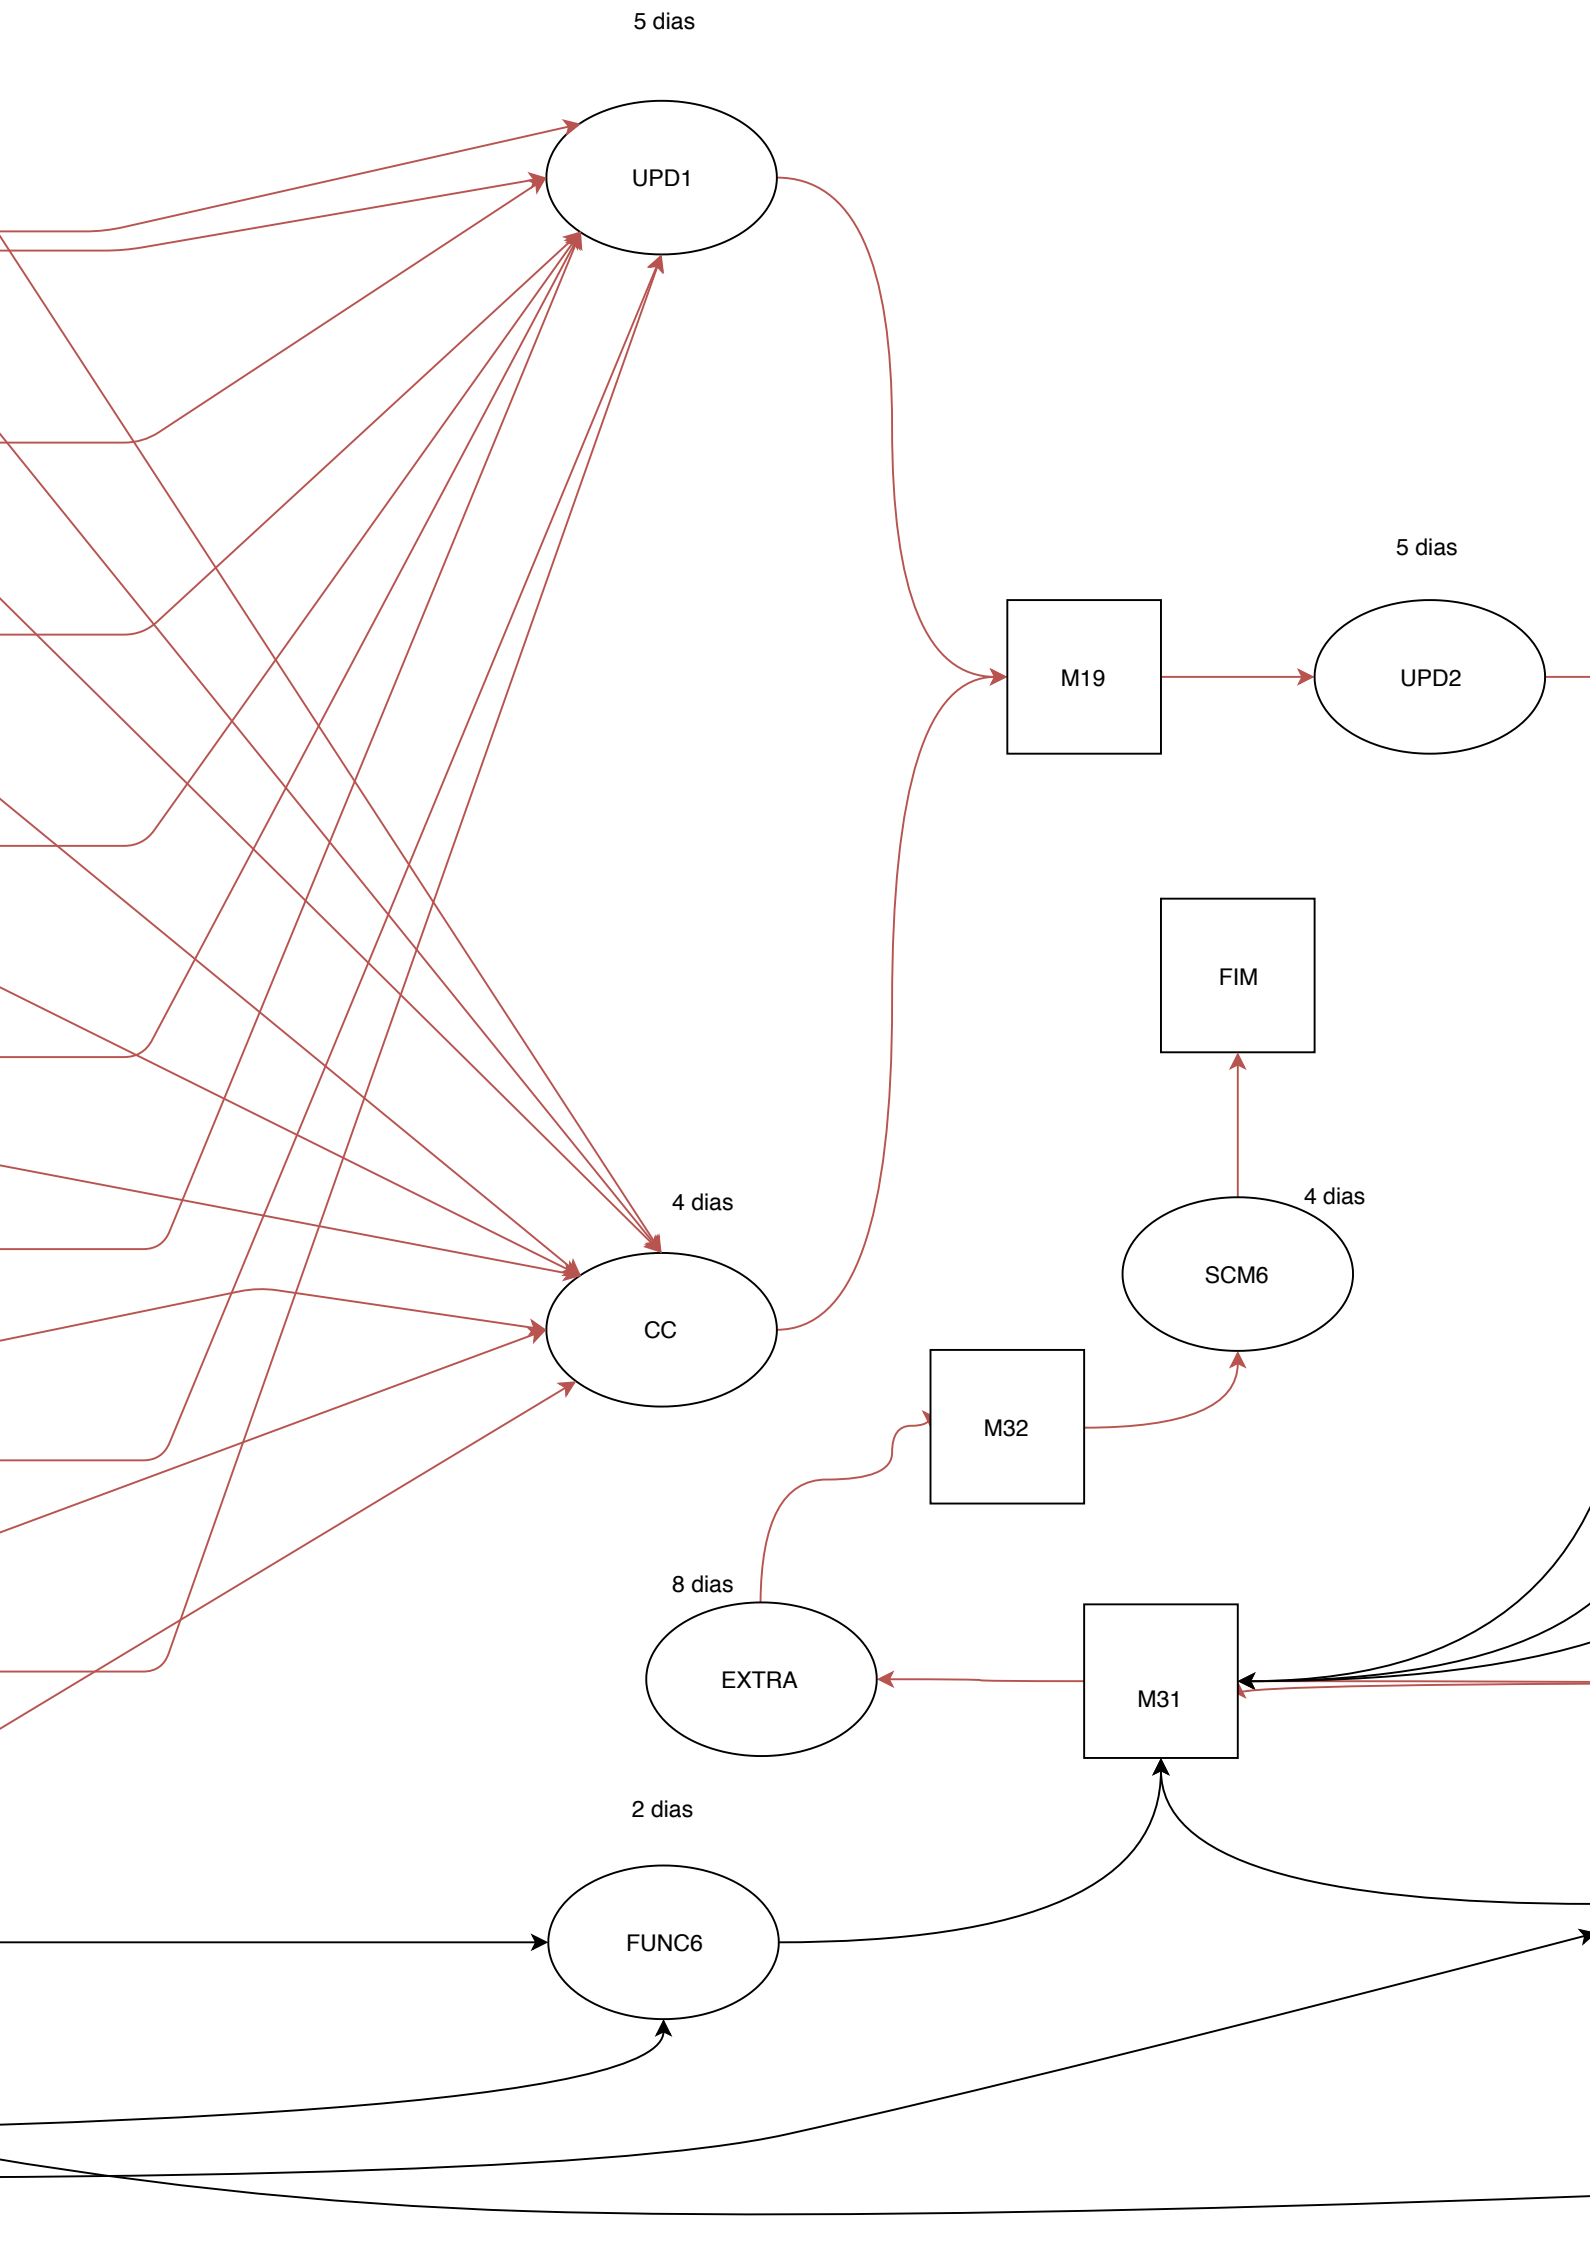 5 dias
UPD1
5 dias
M19
UPD2
FIM
4 dias
4 dias
SCM6
CC
M32
8 dias
EXTRA
M31
2 dias
FUNC6